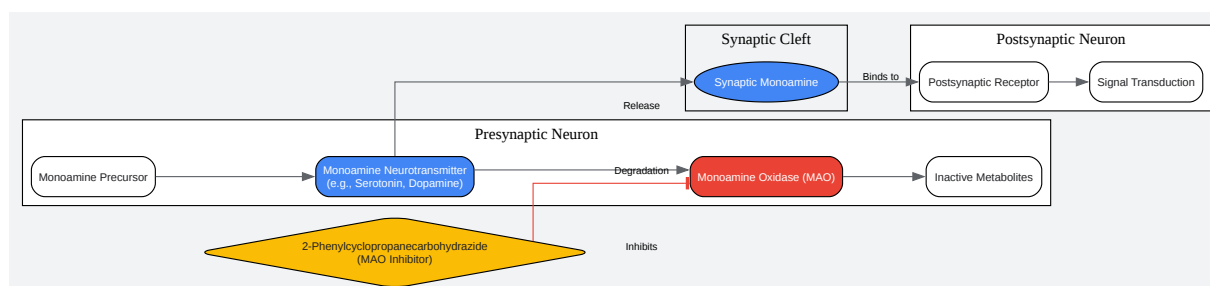 Synaptic Cleft
Postsynaptic Neuron
Synaptic Monoamine
Binds to
Postsynaptic Receptor
Signal Transduction
Release
Presynaptic Neuron
Monoamine Precursor
Monoamine Neurotransmitter
(e.g., Serotonin, Dopamine)
Degradation
Monoamine Oxidase (MAO)
Inactive Metabolites
2-Phenylcyclopropanecarbohydrazide
(MAO Inhibitor)
Inhibits